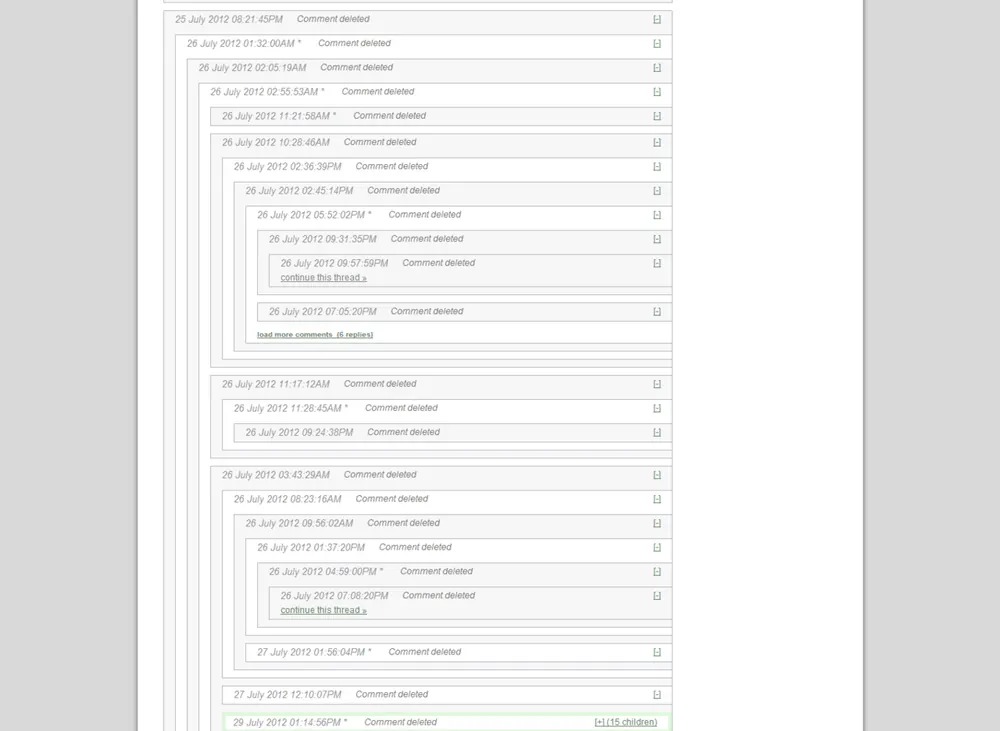 25 July 2012 08:21:45PM Comment deleted [-]
26 July 2012 01:32:00AM * Comment deleted [-]
26 July 2012 02:05:19AM Comment deleted [-]
26 July 2012 02:55:53AM * Comment deleted [-]
26 July 2012 11:21:58AM * Comment deleted [-]
26 July 2012 10:28:46AM Comment deleted [-]
26 July 2012 02:36:39PM Comment deleted [-]
26 July 2012 02:45:14PM Comment deleted [-]
26 July 2012 05:52:02PM * Comment deleted [-]
26 July 2012 09:31:35PM Comment deleted [-]
26 July 2012 09:57:59PM Comment deleted [-]
continue this thread »
26 July 2012 07:05:20PM Comment deleted [-]
load more comments (6 replies)
26 July 2012 11:17:12AM Comment deleted [-]
26 July 2012 11:28:45AM * Comment deleted [-]
26 July 2012 09:24:38PM Comment deleted [-]
26 July 2012 03:43:29AM Comment deleted [-]
26 July 2012 08:23:16AM Comment deleted [-]
26 July 2012 09:56:02AM Comment deleted [-]
26 July 2012 01:37:20PM Comment deleted [-]
26 July 2012 04:59:00PM * Comment deleted [-]
26 July 2012 07:08:20PM Comment deleted [-]
continue this thread »
27 July 2012 01:56:04PM * Comment deleted [-]
27 July 2012 12:10:07PM Comment deleted [-]
29 July 2012 01:14:56PM * Comment deleted [+] (15 children)